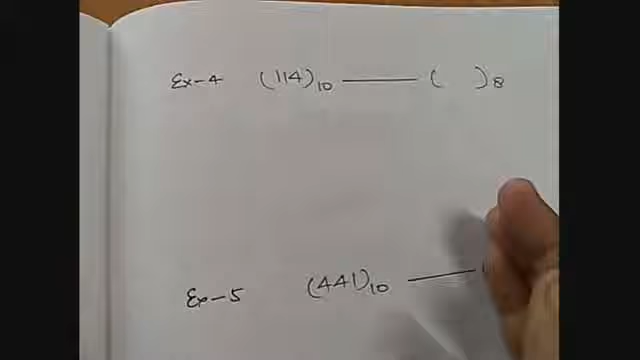 Ex-4 (114)10 —— ( )8
Ex-5 (441)10 —— (